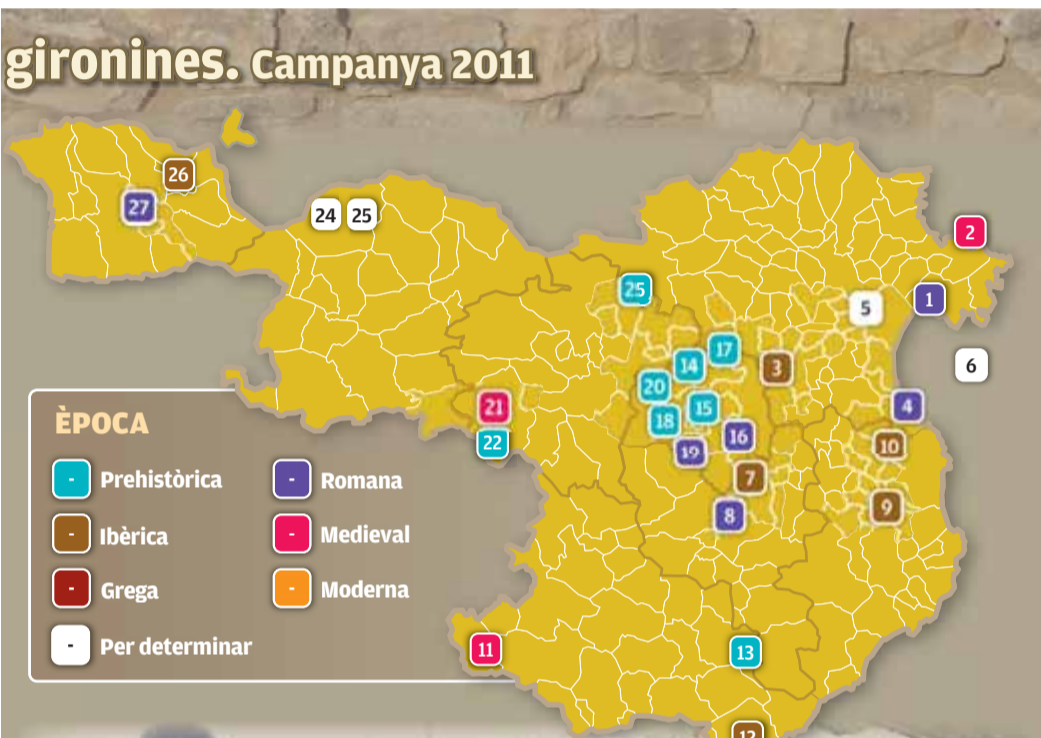 gironines. Campanya 2011
26
27
24 25
2
25
1
5
17
14
3
6
20
15
4
21
18
16
22
19
10
7
9
8
11
13
12
ÈPOCA
- Prehistòrica
- Romana
- Ibèrica
- Medieval
- Grega
- Moderna
- Per determinar